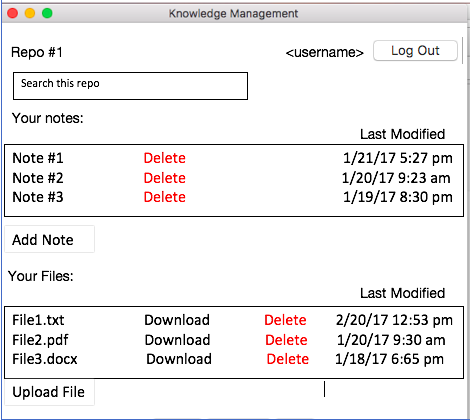 Knowledge Management
Repo #1 <username> Log Out
Search this repo
Your notes:
Last Modified
Note #1 Delete 1/21/17 5:27 pm
Note #2 Delete 1/20/17 9:23 am
Note #3 Delete 1/19/17 8:30 pm
Add Note
Your Files:
Last Modified
File1.txt Download Delete 2/20/17 12:53 pm
File2.pdf Download Delete 1/20/17 9:30 am
File3.docx Download Delete 1/18/17 6:65 pm
Upload File